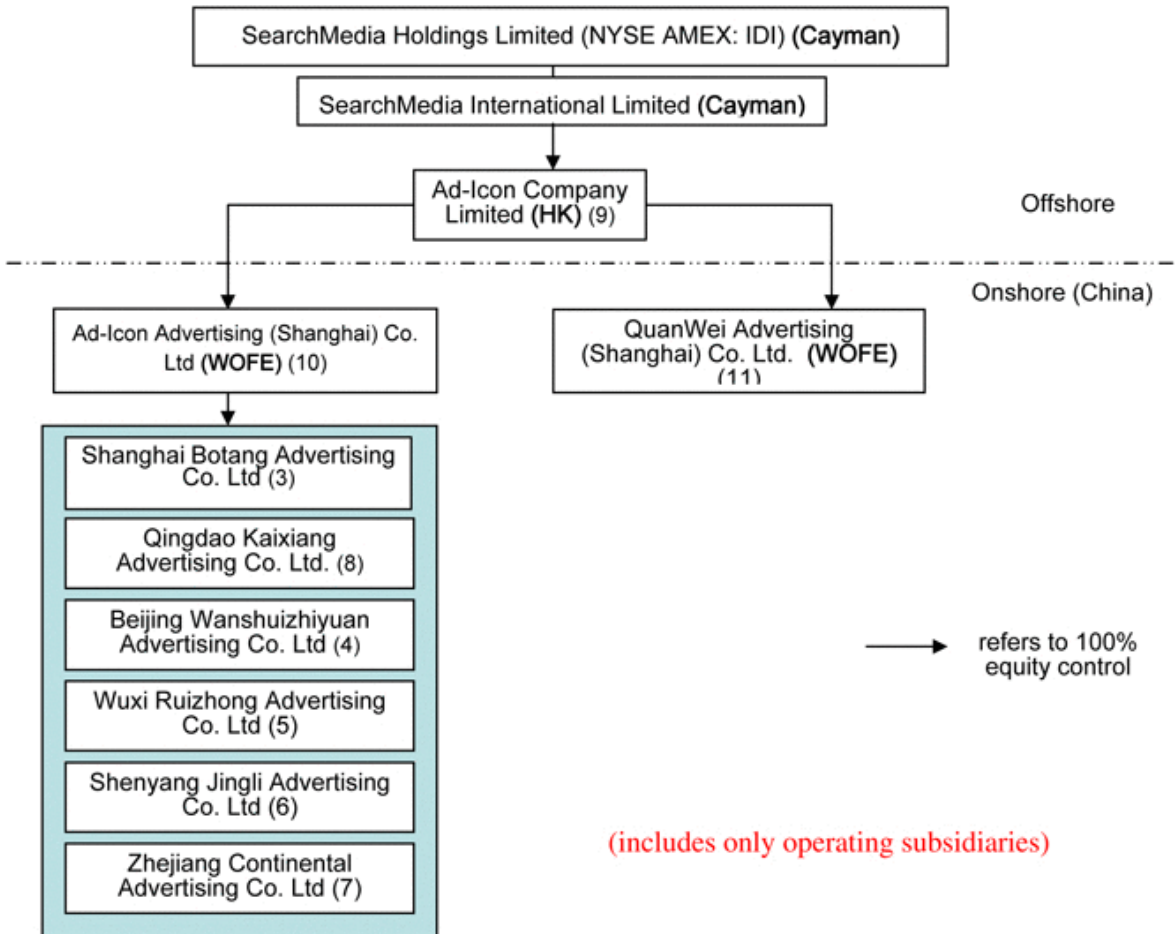 SearchMedia Holdings Limited (NYSE AMEX: IDI) (Cayman)
SearchMedia International Limited (Cayman)
Ad-Icon Company
Limited (HK) (9)
Offshore
Onshore (China)
Ad-Icon Advertising (Shanghai) Co.
Ltd (WOFE) (10)
QuanWei Advertising
(Shanghai) Co. Ltd. (WOFE)
(11)
Shanghai Botang Advertising
Co. Ltd (3)
Qingdao Kaixiang
Advertising Co. Ltd. (8)
Beijing Wanshuizhiyuan
Advertising Co. Ltd (4)
Wuxi Ruizhong Advertising
Co. Ltd (5)
Shenyang Jingli Advertising
Co. Ltd (6)
Zhejiang Continental
Advertising Co. Ltd (7)
refers to 100%
equity control
(includes only operating subsidiaries)